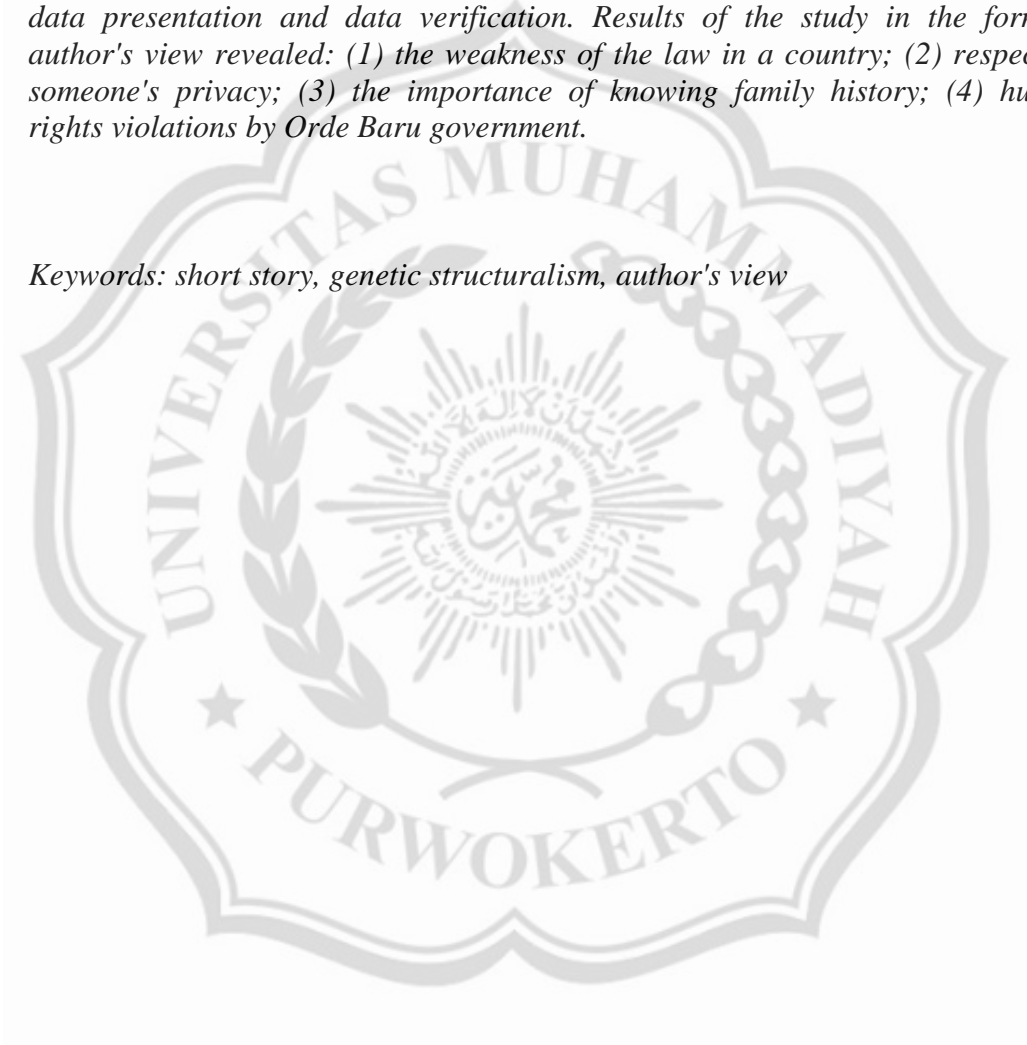 data presentation and data verification. Results of the study in the form
author's view revealed: (1) the weakness of the law in a country; (2) respec
someone's privacy; (3) the importance of knowing family history; (4) hu
rights violations by Orde Baru government.
Keywords: short story, genetic structuralism, author's view
UNIVERSITAS MUHAMMADIYAH
PURWOKERTO